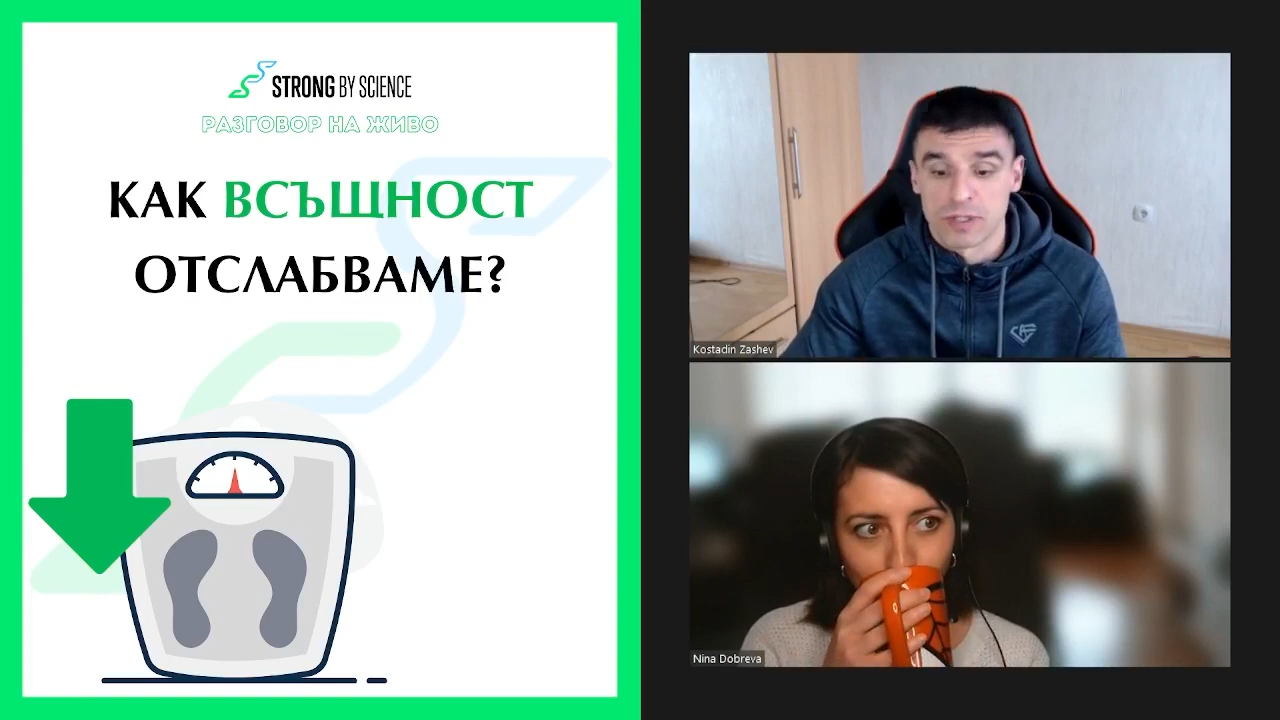 STRONG BY SCIENCE
РАЗГОВОР НА ЖИВО
КАК ВСЪЩНОСТ
ОТСЛАБВАМЕ?
Kostadin Zashev
Nina Dobreva